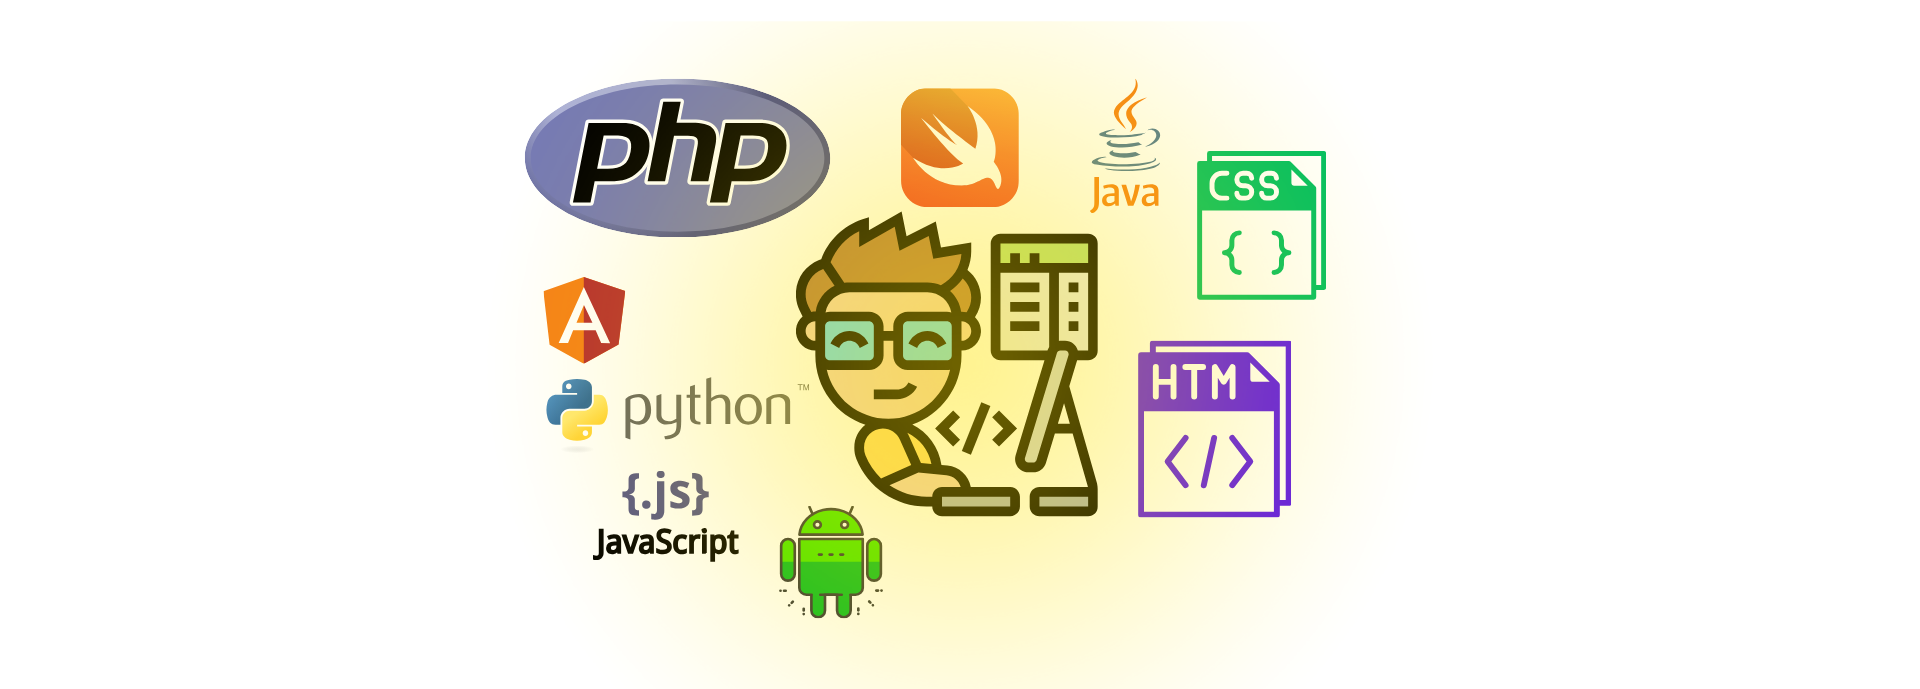 php
Java
CSS
{ }
A
python™
HTM
</>
</>
{.js}
JavaScript